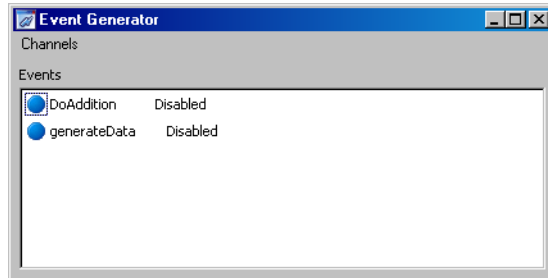 Event Generator
Channels
Events
DoAddition Disabled
generateData Disabled